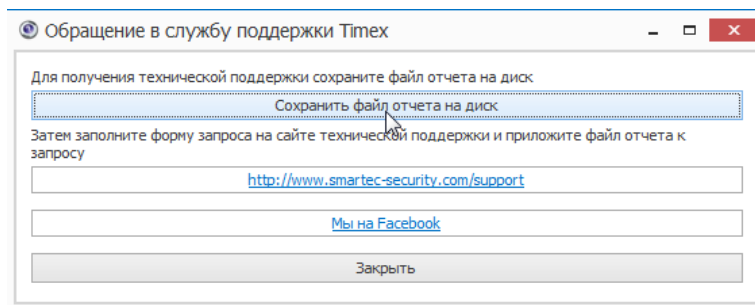 Обращение в службу поддержки Timex
Для получения технической поддержки сохраните файл отчета на диск
Сохранить файл отчета на диск
Затем заполните форму запроса на сайте технической поддержки и приложите файл отчета к
запросу
http://www.smartec-security.com/support
Мы на Facebook
Закрыть